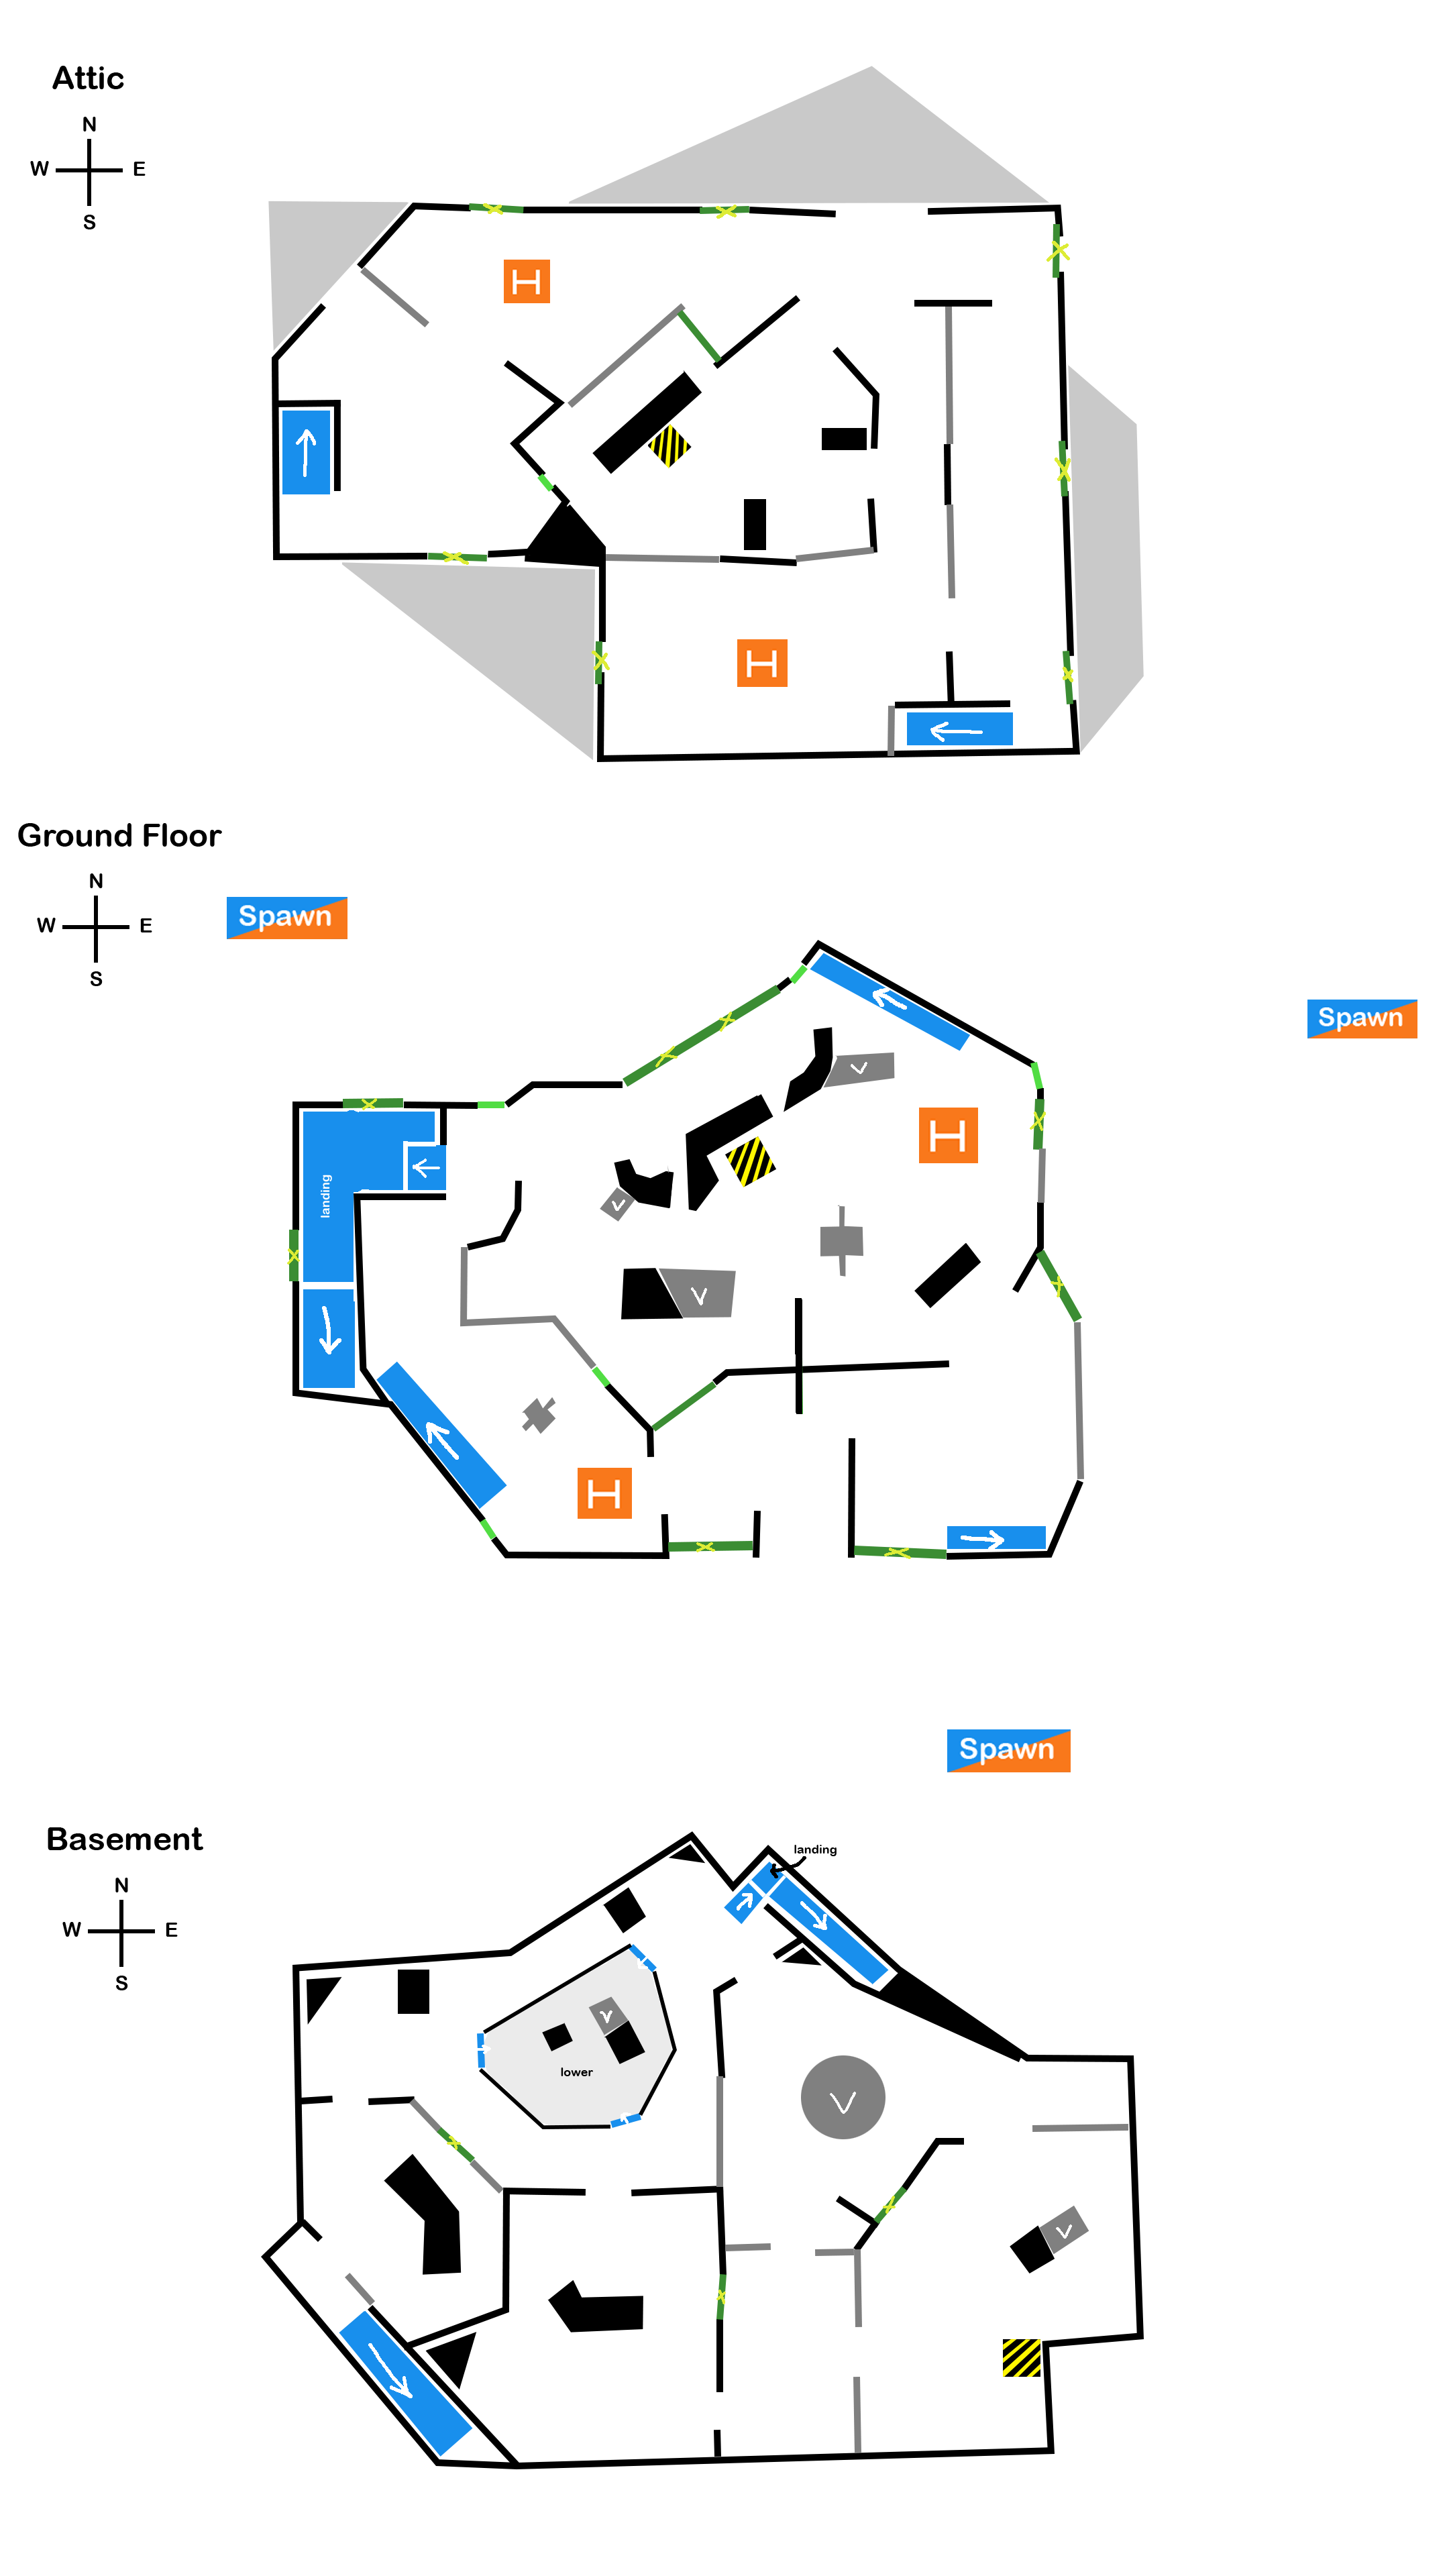 Attic
N
W E
S
H
H
Ground Floor
N
W E
S
Spawn
Spawn
landing
V
H
V
V
H
Spawn
Basement
N
W E
S
landing
V
lower
V
V